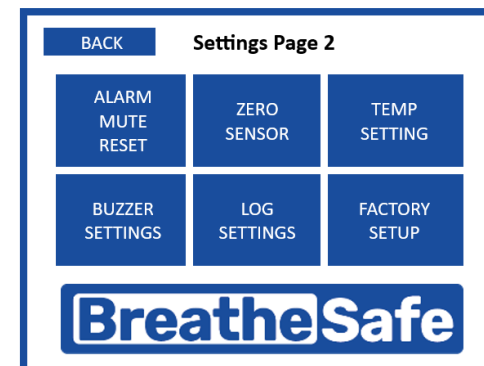 BACK
Settings Page 2
ALARM
MUTE
RESET
ZERO
SENSOR
TEMP
SETTING
BUZZER
SETTINGS
LOG
SETTINGS
FACTORY
SETUP
BreatheSafe